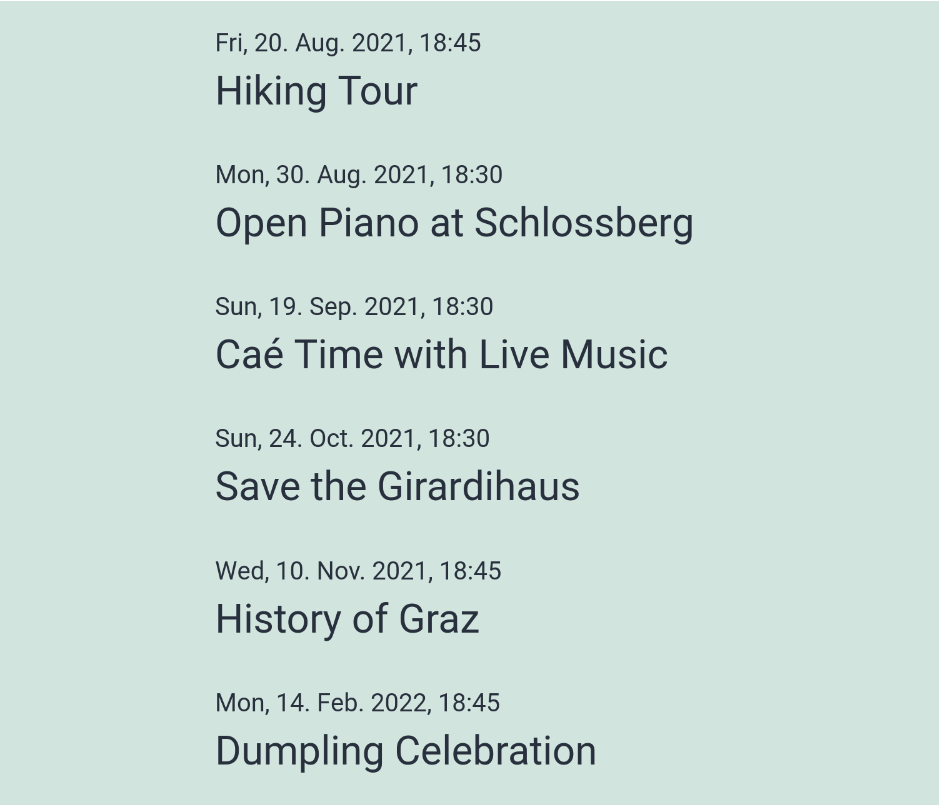 Fri, 20. Aug. 2021, 18:45
Hiking Tour
Mon, 30. Aug. 2021, 18:30
Open Piano at Schlossberg
Sun, 19. Sep. 2021, 18:30
Caé Time with Live Music
Sun, 24. Oct. 2021, 18:30
Save the Girardihaus
Wed, 10. Nov. 2021, 18:45
History of Graz
Mon, 14. Feb. 2022, 18:45
Dumpling Celebration